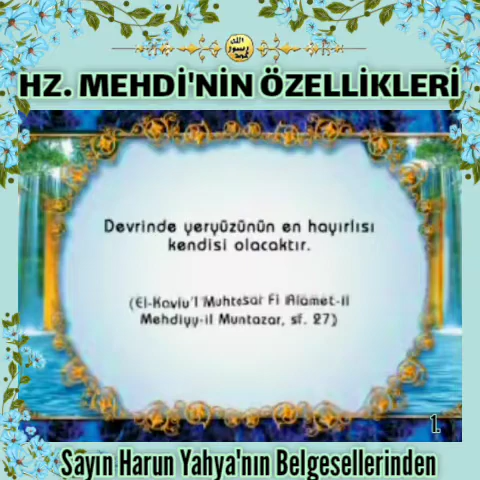 HZ. MEHDİ'NİN ÖZELLİKLERİ
Devrinde yeryüzünün en hayırlısı
kendisi olacaktır.
(El-Kavlu'l Muhtesar Fi Alamet-il
Mehdiyy-il Muntazar, sf. 27)
1.
Sayın Harun Yahya'nın Belgesellerinden